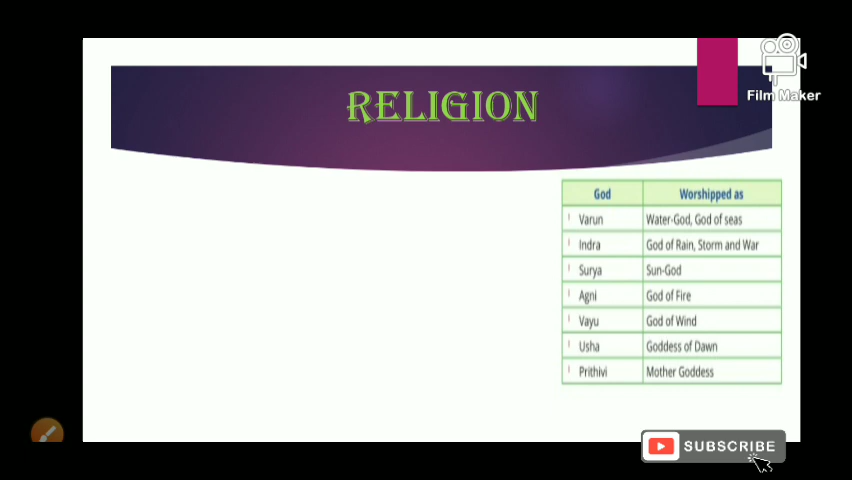 RELIGION
Film Maker
God Worshipped as
Varun Water-God, God of seas
Indra God of Rain, Storm and War
Surya Sun-God
Agni God of Fire
Vayu God of Wind
Usha Goddess of Dawn
Prithivi Mother Goddess
SUBSCRIBE